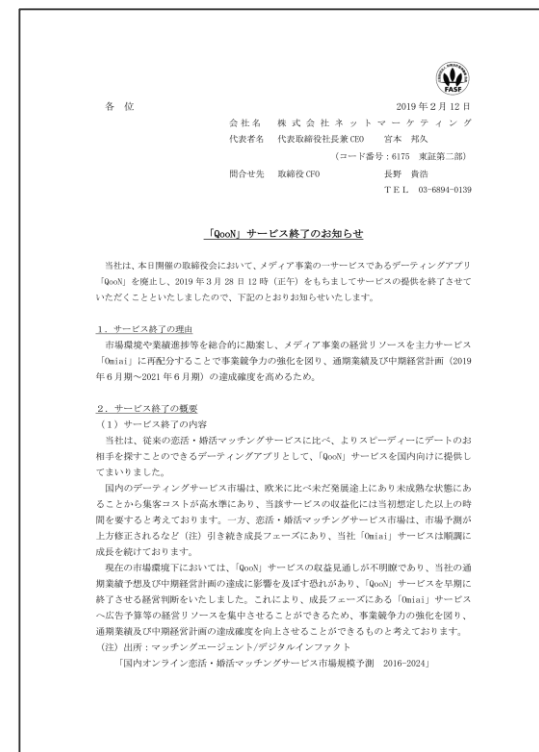 FASF
各 位
2019 年２月 12 日
会 社 名 株 式 会 社 ネ ッ ト マ ー ケ テ ィ ン グ
代表者名 代表取締役社長兼 CEO 宮本 邦久
（コード番号：6175 東証第二部）
問合せ先 取締役 CFO 長野 貴浩
ＴＥＬ 03-6894-0139
「QooN」サービス終了のお知らせ
当社は、本日開催の取締役会において、メディア事業の一サービスであるデーティングアプリ
「QooN」を廃止し、2019 年３月 28 日 12 時（正午）をもちましてサービスの提供を終了させて
いただくことといたしましたので、下記のとおりお知らせいたします。
１．サービス終了の理由
市場環境や業績進捗等を総合的に勘案し、メディア事業の経営リソースを主力サービス
「Omiai」に再配分することで事業競争力の強化を図り、通期業績及び中期経営計画（2019
年６月期～2021 年６月期）の達成確度を高めるため。
２．サービス終了の概要
（１）サービス終了の内容
当社は、従来の恋活・婚活マッチングサービスに比べ、よりスピーディーにデートのお
相手を探すことのできるデーティングアプリとして、「QooN」サービスを国内向けに提供し
てまいりました。
国内のデーティングサービス市場は、欧米に比べ未だ発展途上にあり未成熟な状態にあ
ることから集客コストが高水準にあり、当該サービスの収益化には当初想定した以上の時
間を要すると考えております。一方、恋活・婚活マッチングサービス市場は、市場予測が
上方修正されるなど（注）引き続き成長フェーズにあり、当社「Omiai」サービスは順調に
成長を続けております。
現在の市場環境下においては、「QooN」サービスの収益見通しが不明瞭であり、当社の通
期業績予想及び中期経営計画の達成に影響を及ぼす恐れがあり、「QooN」サービスを早期に
終了させる経営判断をいたしました。これにより、成長フェーズにある「Omiai」サービス
へ広告予算等の経営リソースを集中させることができるため、事業競争力の強化を図り、
通期業績及び中期経営計画の達成確度を向上させることができるものと考えております。
（注）出所：マッチングエージェント/デジタルインファクト
「国内オンライン恋活・婚活マッチングサービス市場規模予測 2016-2024」